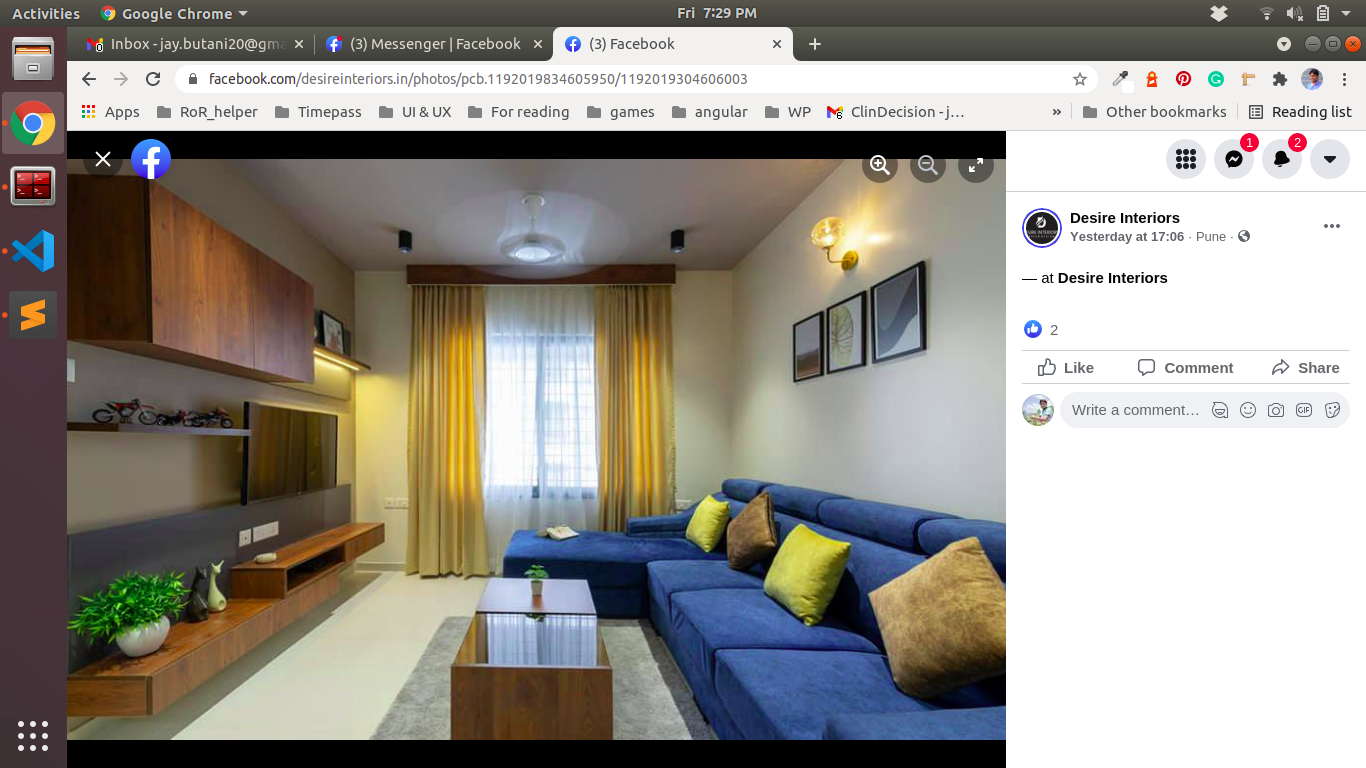 Activities Google Chrome Fri 7:29 PM
Inbox - jay.butani20@gma (3) Messenger | Facebook (3) Facebook
facebook.com/desireinteriors.in/photos/pcb.1192019834605950/1192019304606003
Apps RoR_helper Timepass UI & UX For reading games angular WP ClinDecision - j… » Other bookmarks Reading list
1 2
Desire Interiors
Yesterday at 17:06 · Pune ·
— at Desire Interiors
2
Like Comment Share
Write a comment… GIF